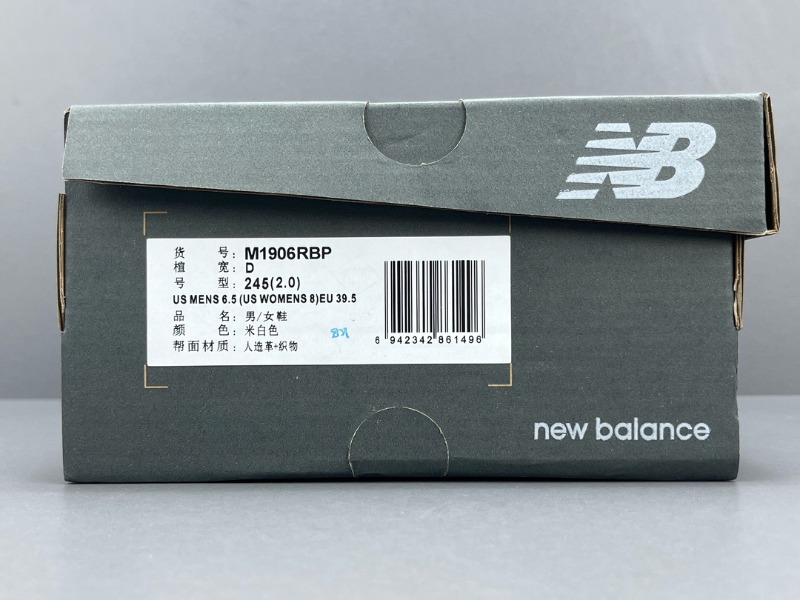 NB
货 号: M1906RBP
楦 宽: D
号 型: 245(2.0)
US MENS 6.5 (US WOMENS 8)EU 39.5
品 名: 男/女鞋
颜 色: 米白色
帮面材质: 人造革+织物
6 942342 861496
new balance